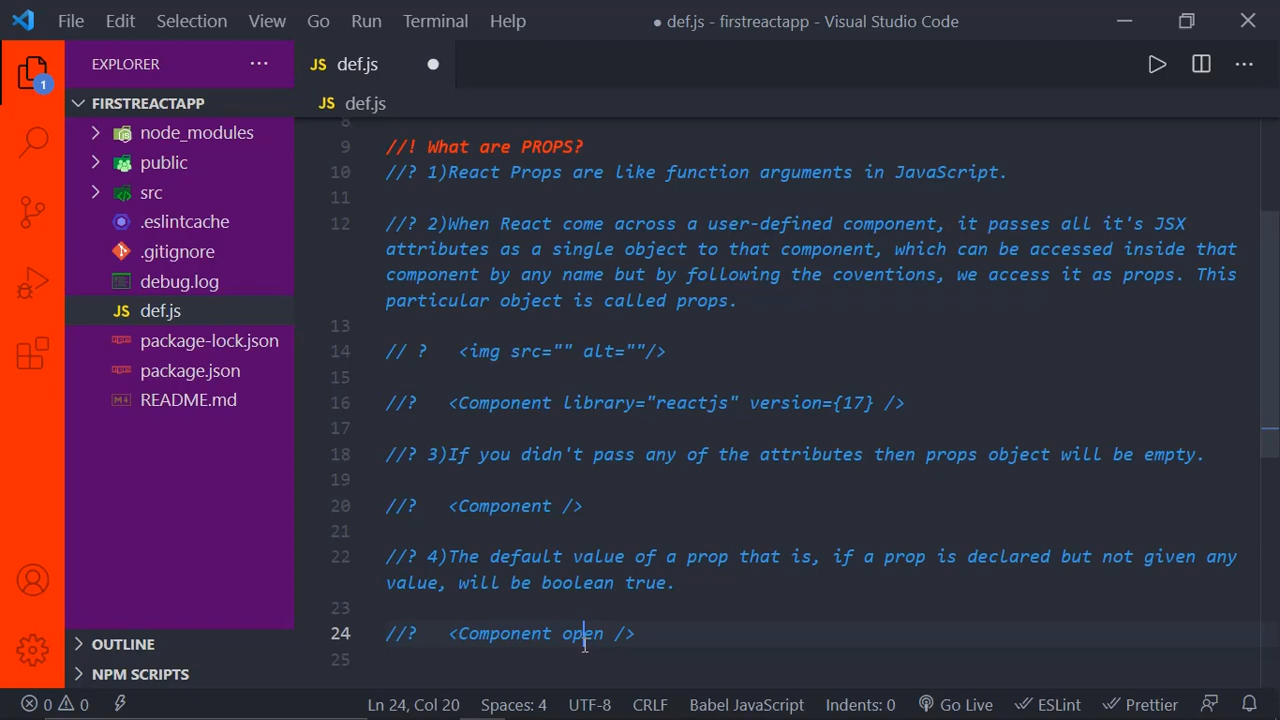 File Edit Selection View Go Run Terminal Help ● def.js - firstreactapp - Visual Studio Code
EXPLORER ···
JS def.js ●
FIRSTREACTAPP
JS def.js
1
node_modules
public
src
.eslintcache
.gitignore
debug.log
JS def.js
package-lock.json
package.json
README.md
OUTLINE
NPM SCRIPTS
8
9 //! What are PROPS?
10 //? 1)React Props are like function arguments in JavaScript.
11
12 //? 2)When React come across a user-defined component, it passes all it's JSX
attributes as a single object to that component, which can be accessed inside that
component by any name but by following the coventions, we access it as props. This
particular object is called props.
13
14 // ?   <img src="" alt=""/>
15
16 //?   <Component library="reactjs" version={17} />
17
18 //? 3)If you didn't pass any of the attributes then props object will be empty.
19
20 //?   <Component />
21
22 //? 4)The default value of a prop that is, if a prop is declared but not given any
value, will be boolean true.
23
24 //?   <Component open />
25
0 0 Ln 24, Col 20 Spaces: 4 UTF-8 CRLF Babel JavaScript Indents: 0 Go Live ESLint Prettier